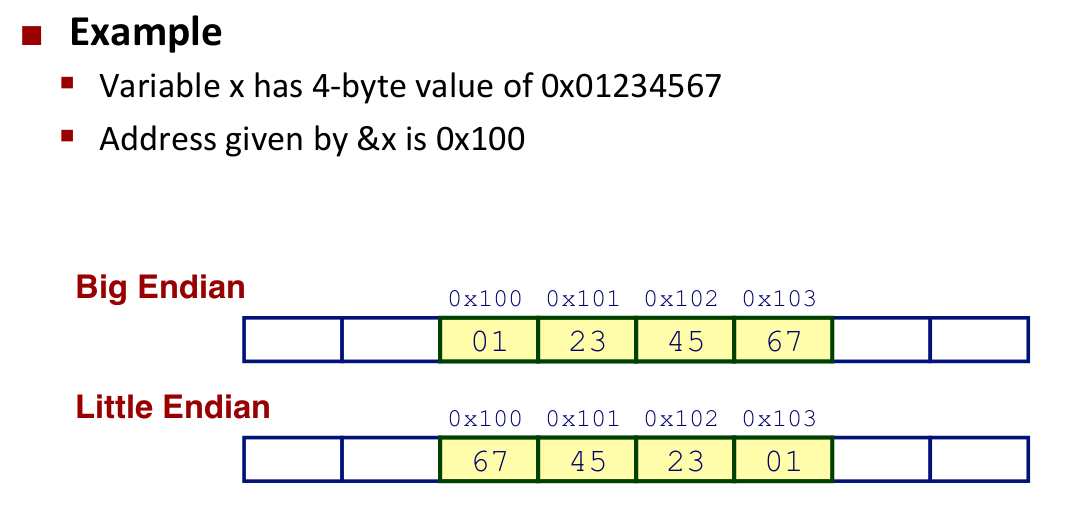 Example
Variable x has 4-byte value of 0x01234567
Address given by &x is 0x100
Big Endian
0x100 0x101 0x102 0x103
01 23 45 67
Little Endian
0x100 0x101 0x102 0x103
67 45 23 01